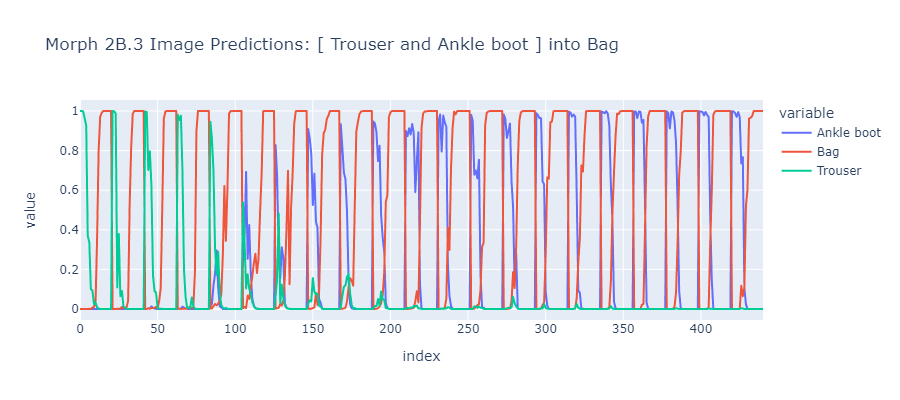 Morph 2B.3 Image Predictions: [ Trouser and Ankle boot ] into Bag
variable
Ankle boot
Bag
Trouser
value
1
0.8
0.6
0.4
0.2
0
0 50 100 150 200 250 300 350 400
index